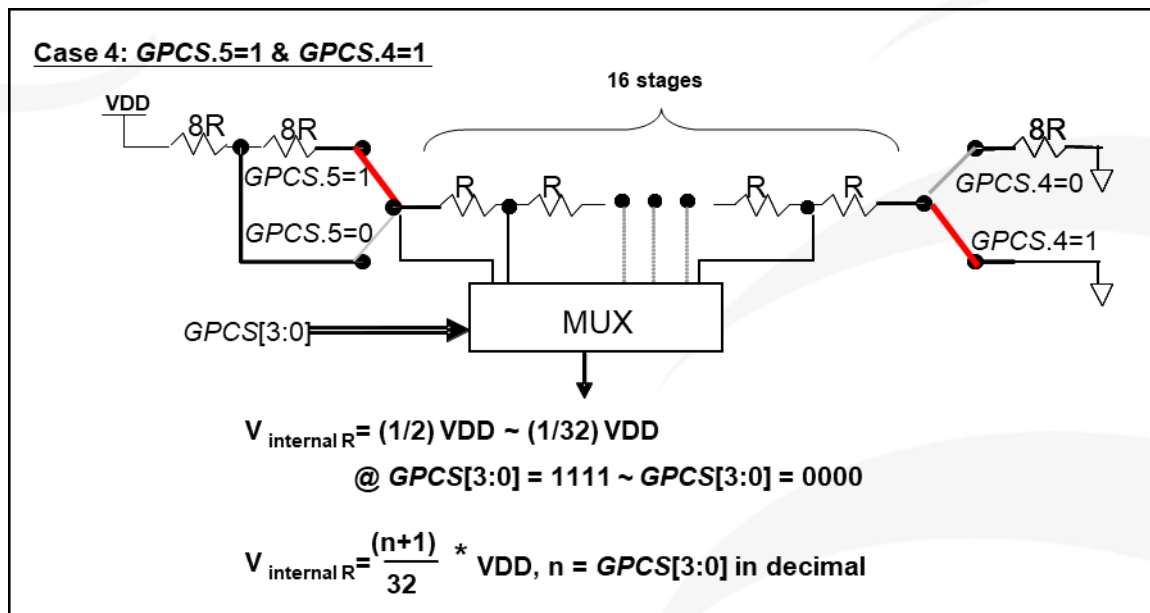 Case 4: GPCS.5=1 & GPCS.4=1
16 stages
VDD
8R 8R 8R
GPCS.5=1 R R R R GPCS.4=0
GPCS.5=0 GPCS.4=1
MUX
GPCS[3:0]
V internal R= (1/2) VDD ~ (1/32) VDD
@ GPCS[3:0] = 1111 ~ GPCS[3:0] = 0000
V internal R= (n+1)/32 * VDD, n = GPCS[3:0] in decimal